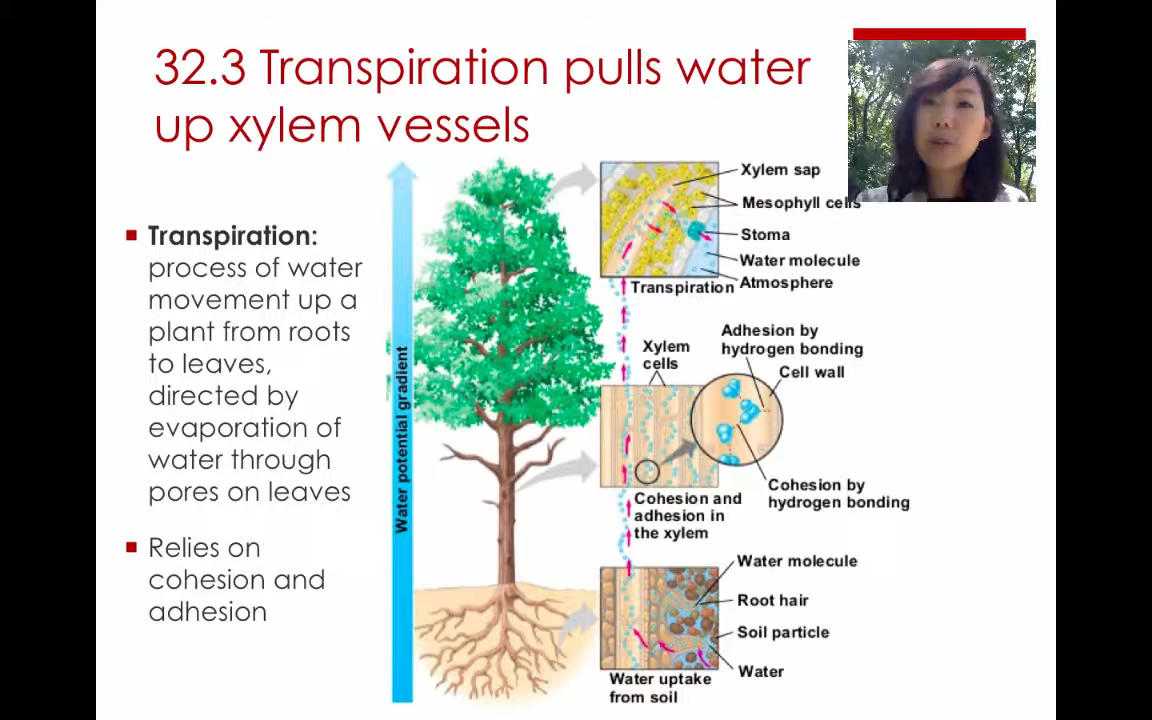 32.3 Transpiration pulls water
up xylem vessels
Transpiration:
process of water
movement up a
plant from roots
to leaves,
directed by
evaporation of
water through
pores on leaves
Relies on
cohesion and
adhesion
Water potential gradient
Xylem sap
Mesophyll cells
Stoma
Water molecule
Atmosphere
Transpiration
Adhesion by
hydrogen bonding
Xylem
cells
Cell wall
Cohesion by
hydrogen bonding
Cohesion and
adhesion in
the xylem
Water molecule
Root hair
Soil particle
Water
Water uptake
from soil